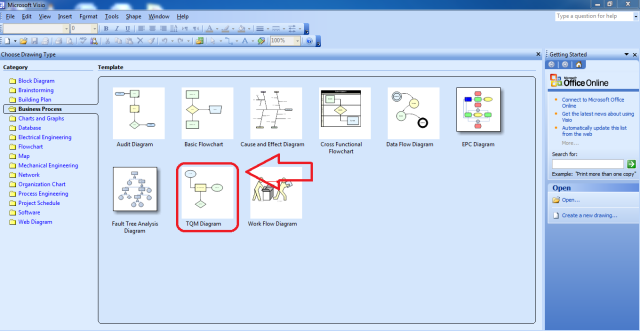 Microsoft Visio
File Edit View Insert Format Tools Shape Window Help
Type a question for help
100%
Choose Drawing Type
Getting Started
Category
Template
Block Diagram
Brainstorming
Building Plan
Business Process
Charts and Graphs
Database
Electrical Engineering
Flowchart
Map
Mechanical Engineering
Network
Organization Chart
Process Engineering
Project Schedule
Software
Web Diagram
Audit Diagram
Basic Flowchart
Cause and Effect Diagram
Cross Functional
Flowchart
Data Flow Diagram
EPC Diagram
Fault Tree Analysis
Diagram
TQM Diagram
Work Flow Diagram
Office Online
Connect to Microsoft Office
Online
Get the latest news about using
Visio
Automatically update this list
from the web
More...
Search for:
Example: "Print more than one copy"
Open
Open...
Create a new drawing...